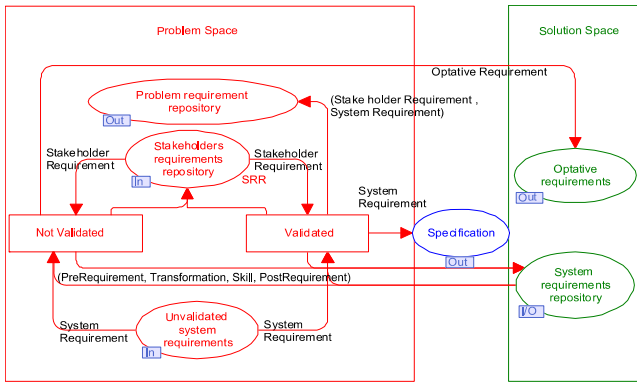 Problem Space
Solution Space
Optative Requirement
Problem requirement
repository
Out
(Stake holder Requirement ,
System Requirement)
Stakeholder
Requirement
Stakeholders
requirements
repository
In
SRR
Stakeholder
Requirement
Optative
requirements
Out
System
Requirement
Not Validated
Validated
Specification
Out
(PreRequirement, Transformation, Skill, PostRequirement)
System
requirements
repository
I/O
System
Requirement
Unvalidated
system
requirements
In
System
Requirement